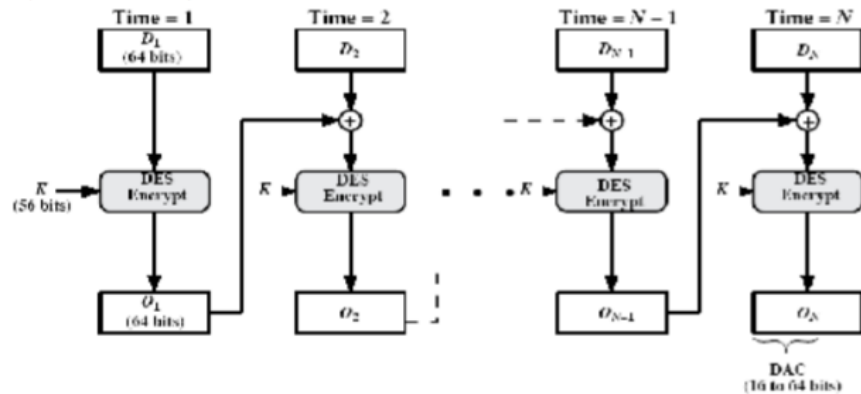 Time = 1
Time = 2
Time = N – 1
Time = N
D1
(64 bits)
D2
DN-1
DN
+
+
+
K
(56 bits)
DES
Encrypt
K
DES
Encrypt
• • •
K
DES
Encrypt
K
DES
Encrypt
O1
(64 bits)
O2
ON-1
ON
DAC
(16 to 64 bits)